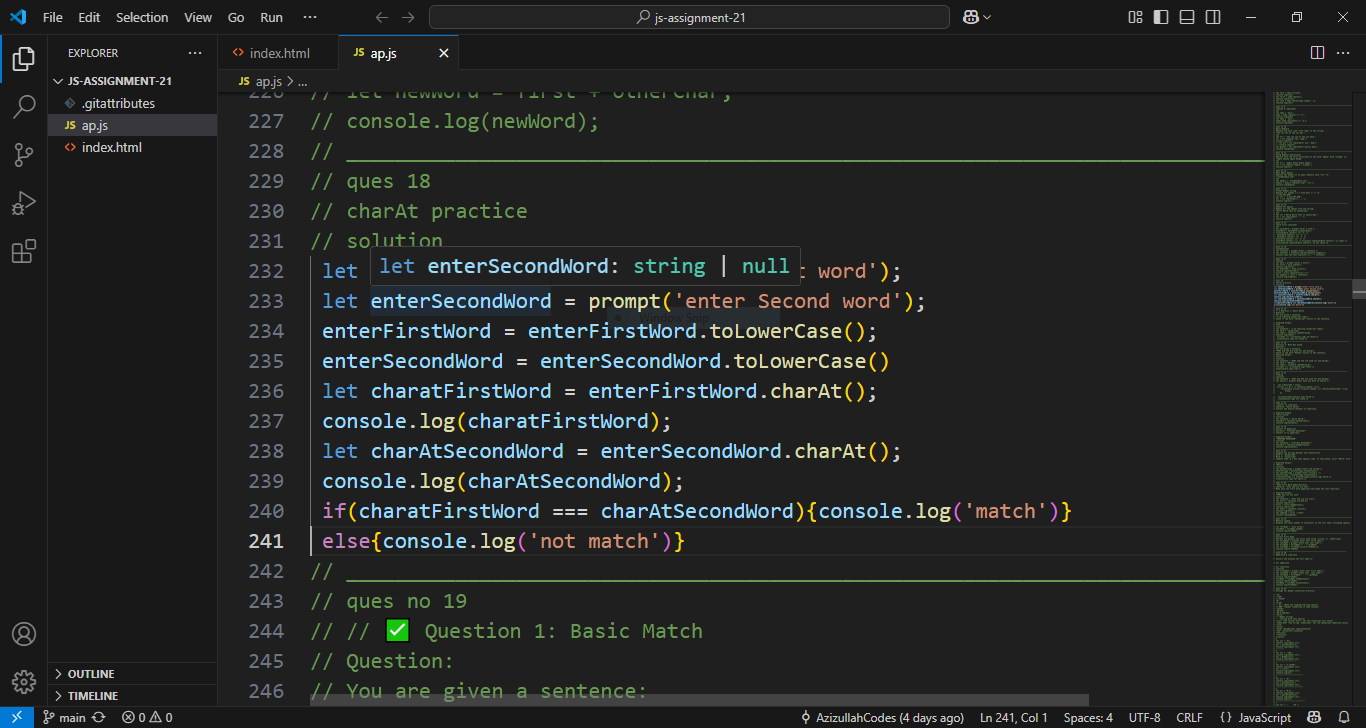 File Edit Selection View Go Run ··· js-assignment-21
EXPLORER ···
JS-ASSIGNMENT-21
.gitattributes
JS ap.js
<> index.html
OUTLINE
TIMELINE
<> index.html JS ap.js
JS ap.js > ...
226 // let newWord = first + otherChar;
227 // console.log(newWord);
228 // ____________________________________________________________________________
229 // ques 18
230 // charAt practice
231 // solution
let enterSecondWord: string | null
232 let word');
233 let enterSecondWord = prompt('enter Second word');
Window Snip
234 enterFirstWord = enterFirstWord.toLowerCase();
235 enterSecondWord = enterSecondWord.toLowerCase()
236 let charatFirstWord = enterFirstWord.charAt();
237 console.log(charatFirstWord);
238 let charAtSecondWord = enterSecondWord.charAt();
239 console.log(charAtSecondWord);
240 if(charatFirstWord === charAtSecondWord){console.log('match')}
241 else{console.log('not match')}
242 // ____________________________________________________________________________
243 // ques no 19
244 // // ✅ Question 1: Basic Match
245 // Question:
246 // You are given a sentence:
main 0 0 AzizullahCodes (4 days ago) Ln 241, Col 1 Spaces: 4 UTF-8 CRLF {} JavaScript